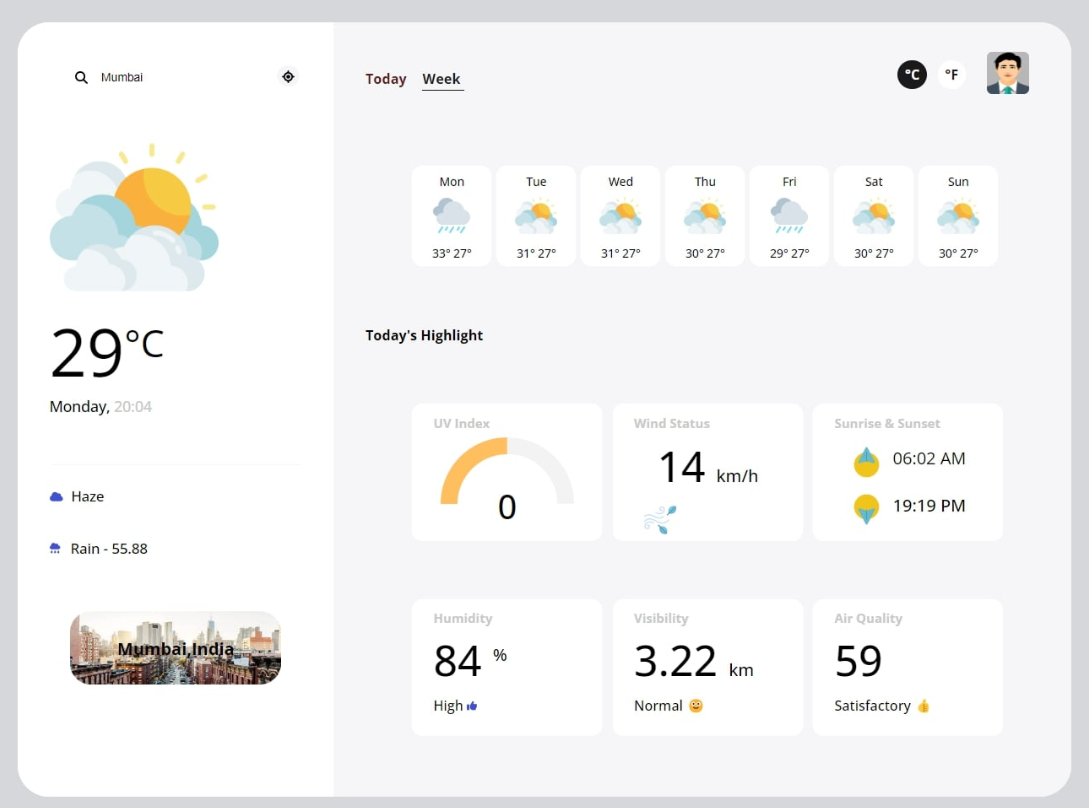 Mumbai
29°C
Monday, 20:04
Haze
Rain - 55.88
Mumbai,India
Today Week
°C °F
Mon Tue Wed Thu Fri Sat Sun
33° 27° 31° 27° 31° 27° 30° 27° 29° 27° 30° 27° 30° 27°
Today's Highlight
UV Index
0
Wind Status
14 km/h
Sunrise & Sunset
06:02 AM
19:19 PM
Humidity
84 %
High
Visibility
3.22 km
Normal
Air Quality
59
Satisfactory